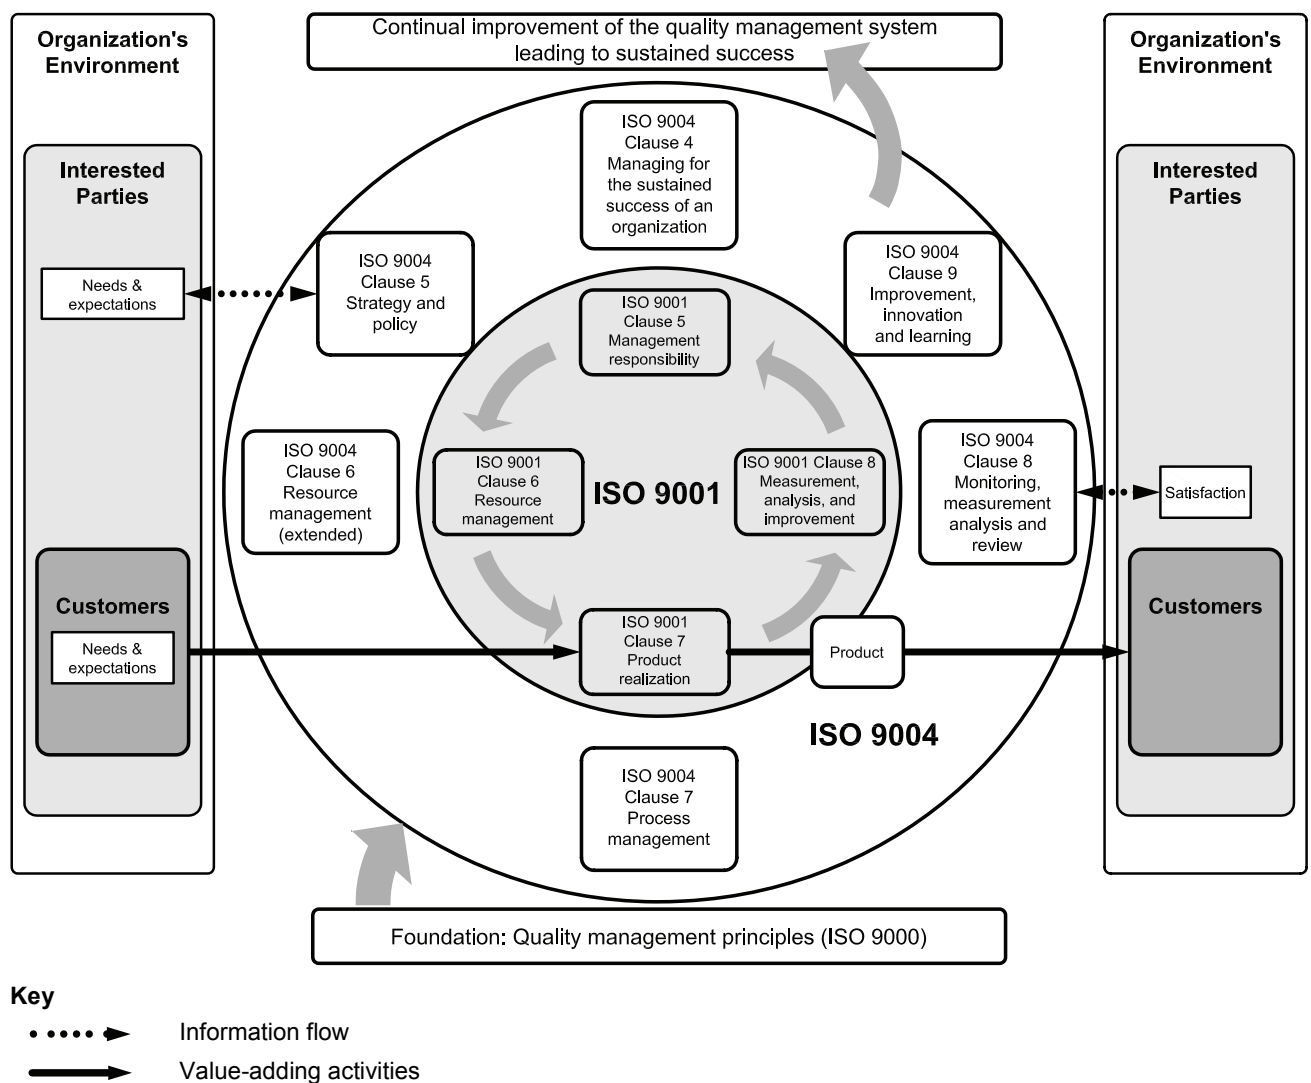 Continual improvement of the quality management system
leading to sustained success
Organization's
Environment
Interested
Parties
Needs &
expectations
Customers
Needs &
expectations
ISO 9004
Clause 4
Managing for
the sustained
success of an
organization
ISO 9004
Clause 5
Strategy and
policy
ISO 9004
Clause 9
Improvement,
innovation
and learning
ISO 9001
Clause 5
Management
responsibility
ISO 9004
Clause 6
Resource
management
(extended)
ISO 9001
Clause 6
Resource
management
ISO 9001
ISO 9001 Clause 8
Measurement,
analysis, and
improvement
ISO 9004
Clause 8
Monitoring,
measurement
analysis and
review
ISO 9001
Clause 7
Product
realization
Product
ISO 9004
ISO 9004
Clause 7
Process
management
Organization's
Environment
Interested
Parties
Satisfaction
Customers
Foundation: Quality management principles (ISO 9000)
Key
Information flow
Value-adding activities